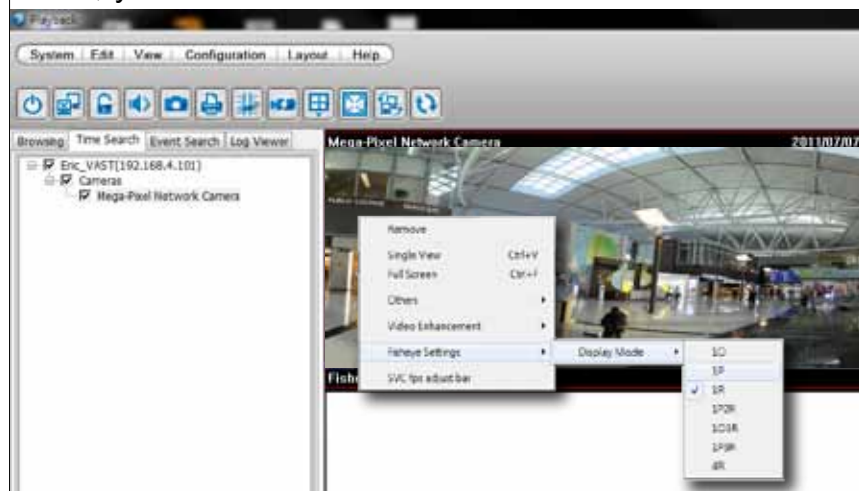 Playback
System Edit View Configuration Layout Help
Browsing Time Search Event Search Log Viewer
Eric_VAST[192.168.4.101]
Cameras
Mega-Pixel Network Camera
Mega-Pixel Network Camera 2011/07/07
Remove
Single View Ctrl+V
Full Screen Ctrl+F
Others
Video Enhancement
Fisheye Settings
SVC fps adjust bar
Display Mode
1O
1P
1R
1P2R
1O3R
1P3R
4R
Fishe